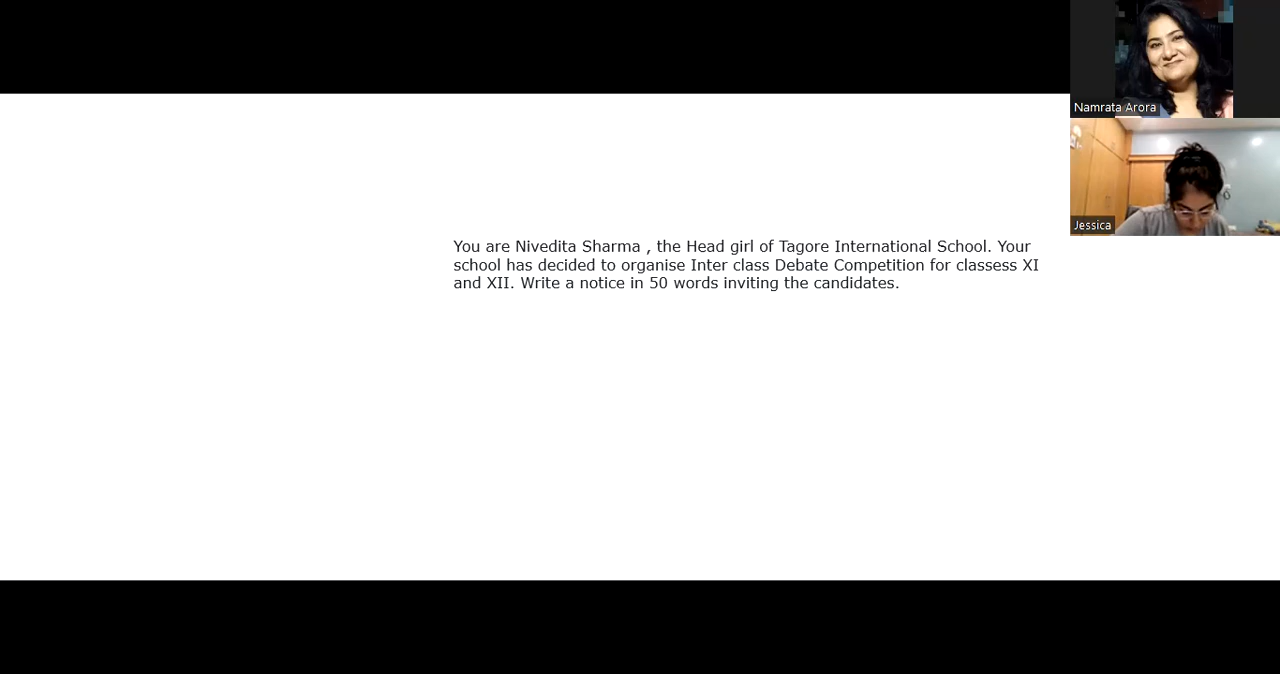 Namrata Arora
Jessica
You are Nivedita Sharma , the Head girl of Tagore International School. Your
school has decided to organise Inter class Debate Competition for classess XI
and XII. Write a notice in 50 words inviting the candidates.